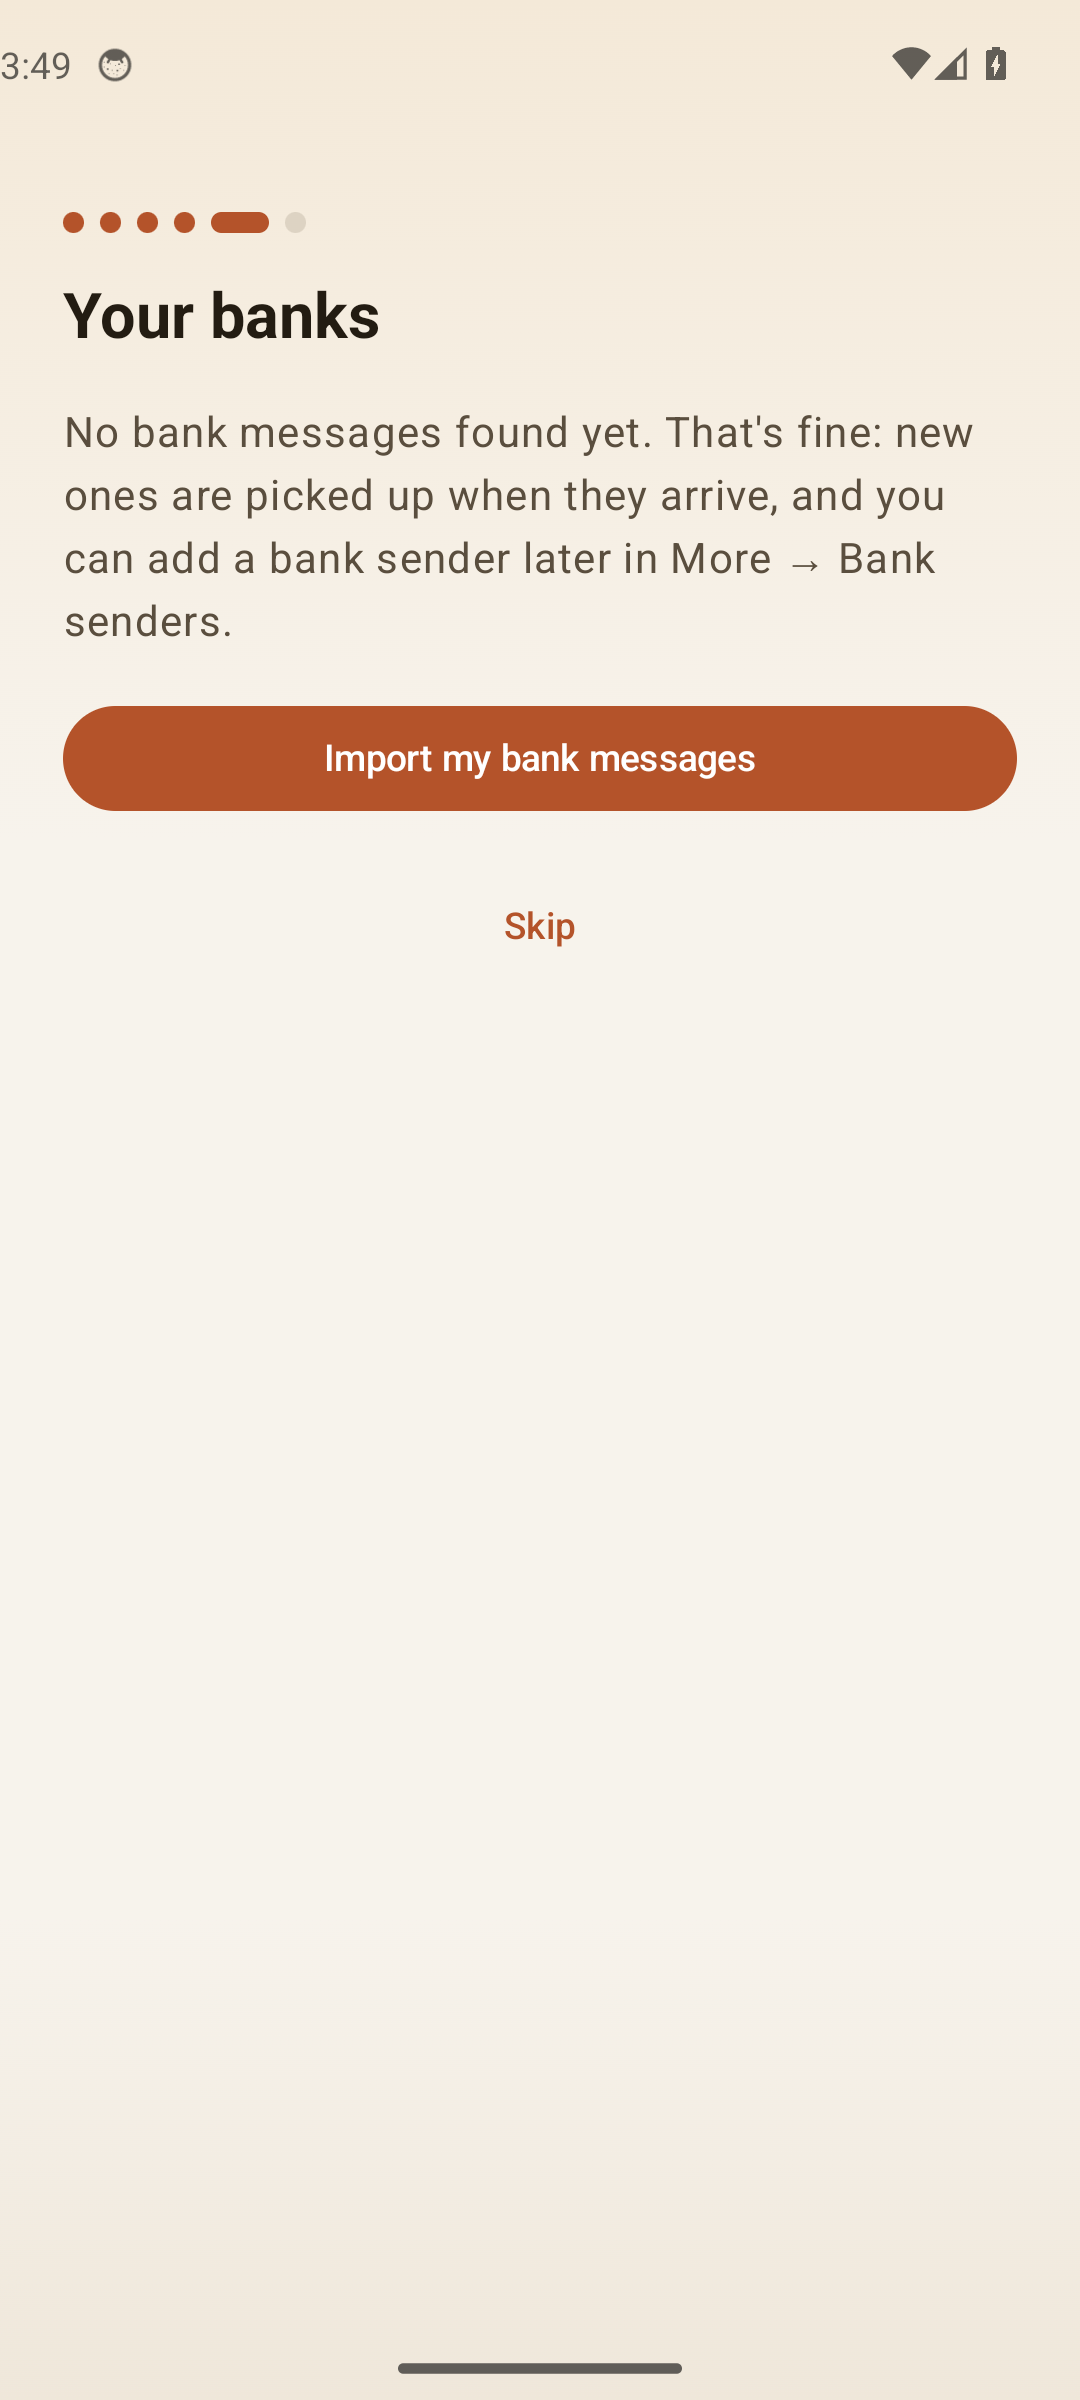 3:49
Your banks
No bank messages found yet. That's fine: new
ones are picked up when they arrive, and you
can add a bank sender later in More → Bank
senders.
Import my bank messages
Skip